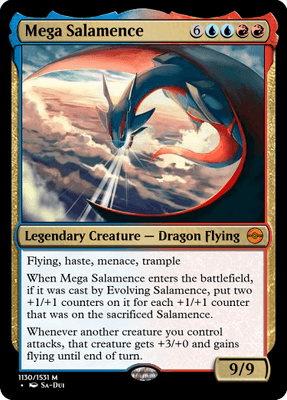 Mega Salamence 6
Legendary Creature — Dragon Flying
Flying, haste, menace, trample
When Mega Salamence enters the battlefield,
if it was cast by Evolving Salamence, put two
+1/+1 counters on it for each +1/+1 counter
that was on the sacrificed Salamence.
Whenever another creature you control
attacks, that creature gets +3/+0 and gains
flying until end of turn.
9/9
1130/1531 M
• Sa-Dui